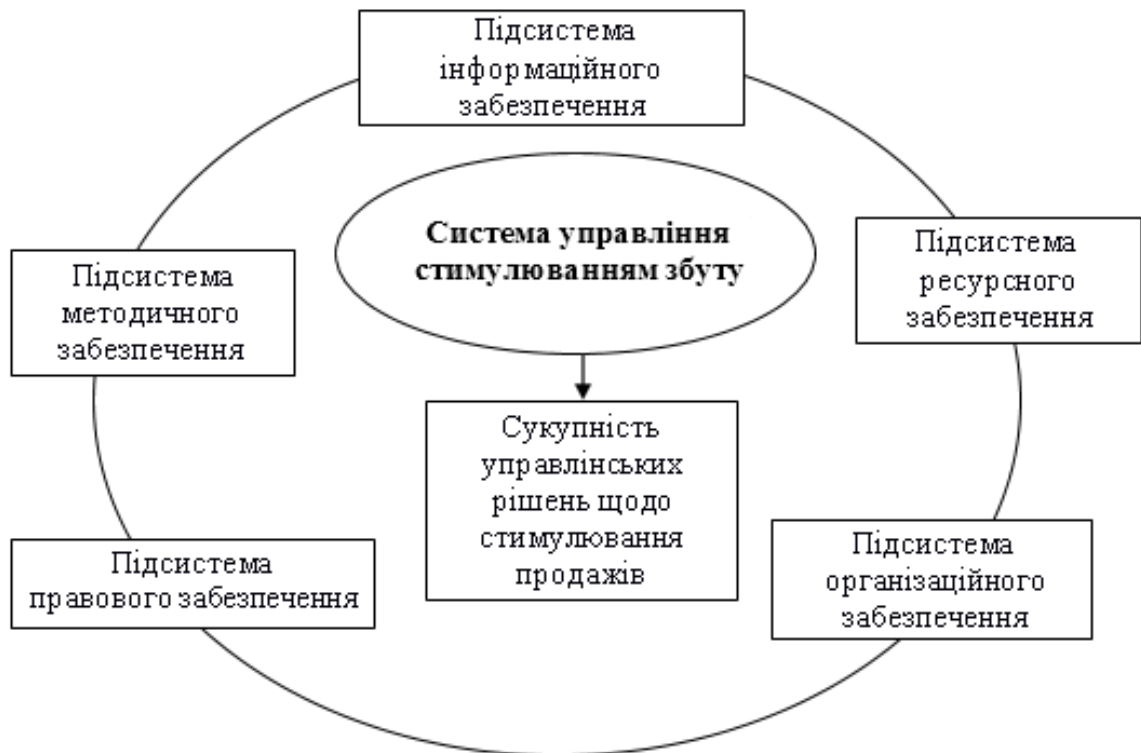 Підсистема
інформаційного
забезпечення
Система управління
стимулюванням збуту
Підсистема
методичного
забезпечення
Підсистема
ресурсного
забезпечення
Сукупність
управлінських
рішень щодо
стимулювання
продажів
Підсистема
правового забезпечення
Підсистема
організаційного
забезпечення